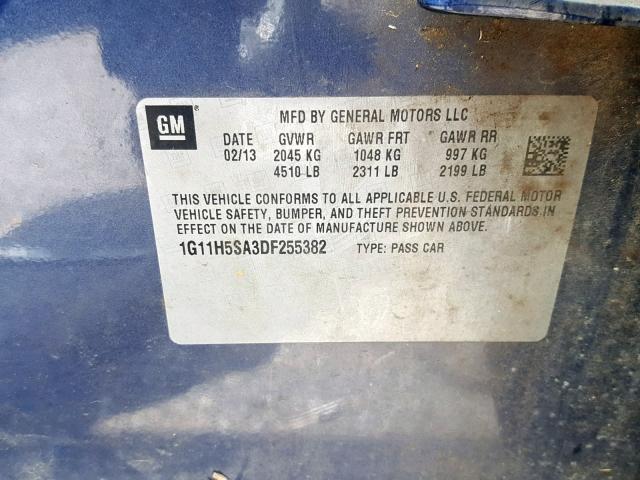 GM
MFD BY GENERAL MOTORS LLC
DATE GVWR GAWR FRT GAWR RR
02/13 2045 KG 1048 KG 997 KG
4510 LB 2311 LB 2199 LB
THIS VEHICLE CONFORMS TO ALL APPLICABLE U.S. FEDERAL MOTOR
VEHICLE SAFETY, BUMPER, AND THEFT PREVENTION STANDARDS IN
EFFECT ON THE DATE OF MANUFACTURE SHOWN ABOVE.
1G11H5SA3DF255382 TYPE: PASS CAR